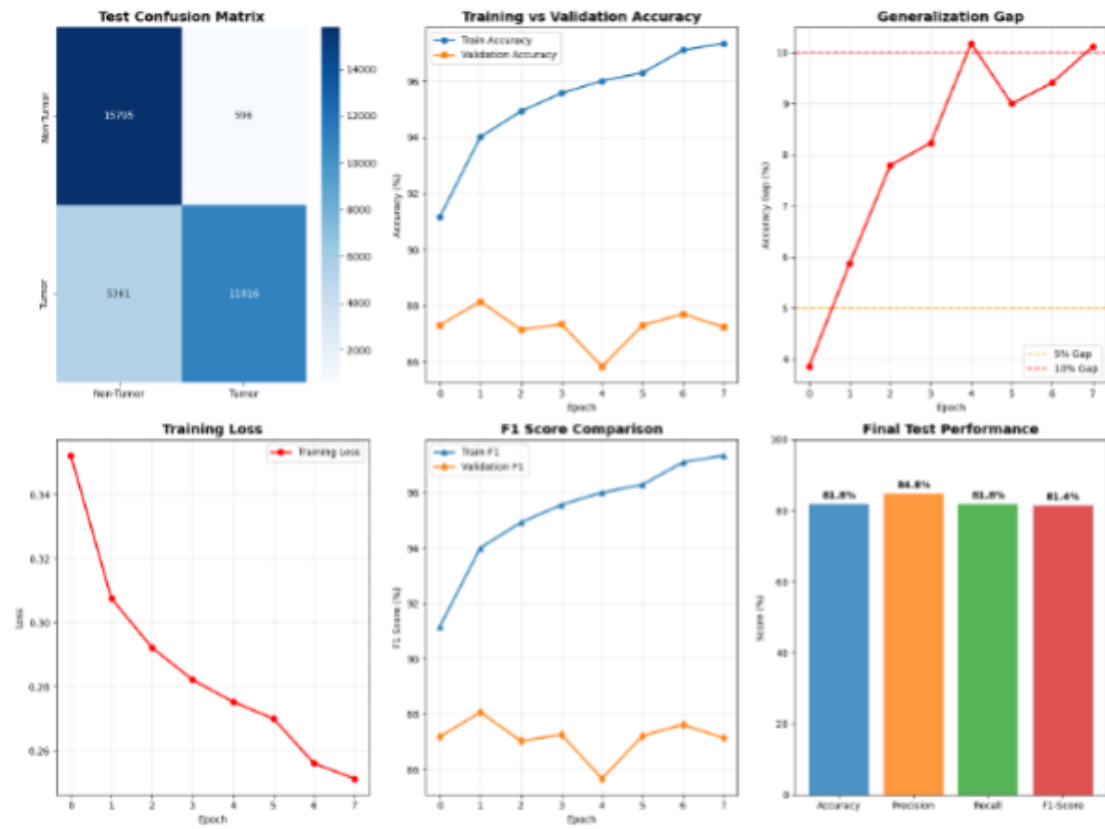 Test Confusion Matrix
Non-Tumor
Tumor
15795
596
5361
11016
Non-Tumor
Tumor
14000
12000
10000
8000
6000
4000
2000
Training vs Validation Accuracy
Train Accuracy
Validation Accuracy
Accuracy (%)
96
94
92
90
88
86
0 1 2 3 4 5 6 7
Epoch
Generalization Gap
Accuracy Gap (%)
10
9
8
7
6
5
4
5% Gap
10% Gap
0 1 2 3 4 5 6 7
Epoch
Training Loss
Training Loss
Loss
0.34
0.32
0.30
0.28
0.26
0 1 2 3 4 5 6 7
Epoch
F1 Score Comparison
Train F1
Validation F1
F1 Score (%)
96
94
92
90
88
86
0 1 2 3 4 5 6 7
Epoch
Final Test Performance
Score (%)
100
80
60
40
20
0
81.8%
84.8%
81.8%
81.4%
Accuracy
Precision
Recall
F1-Score